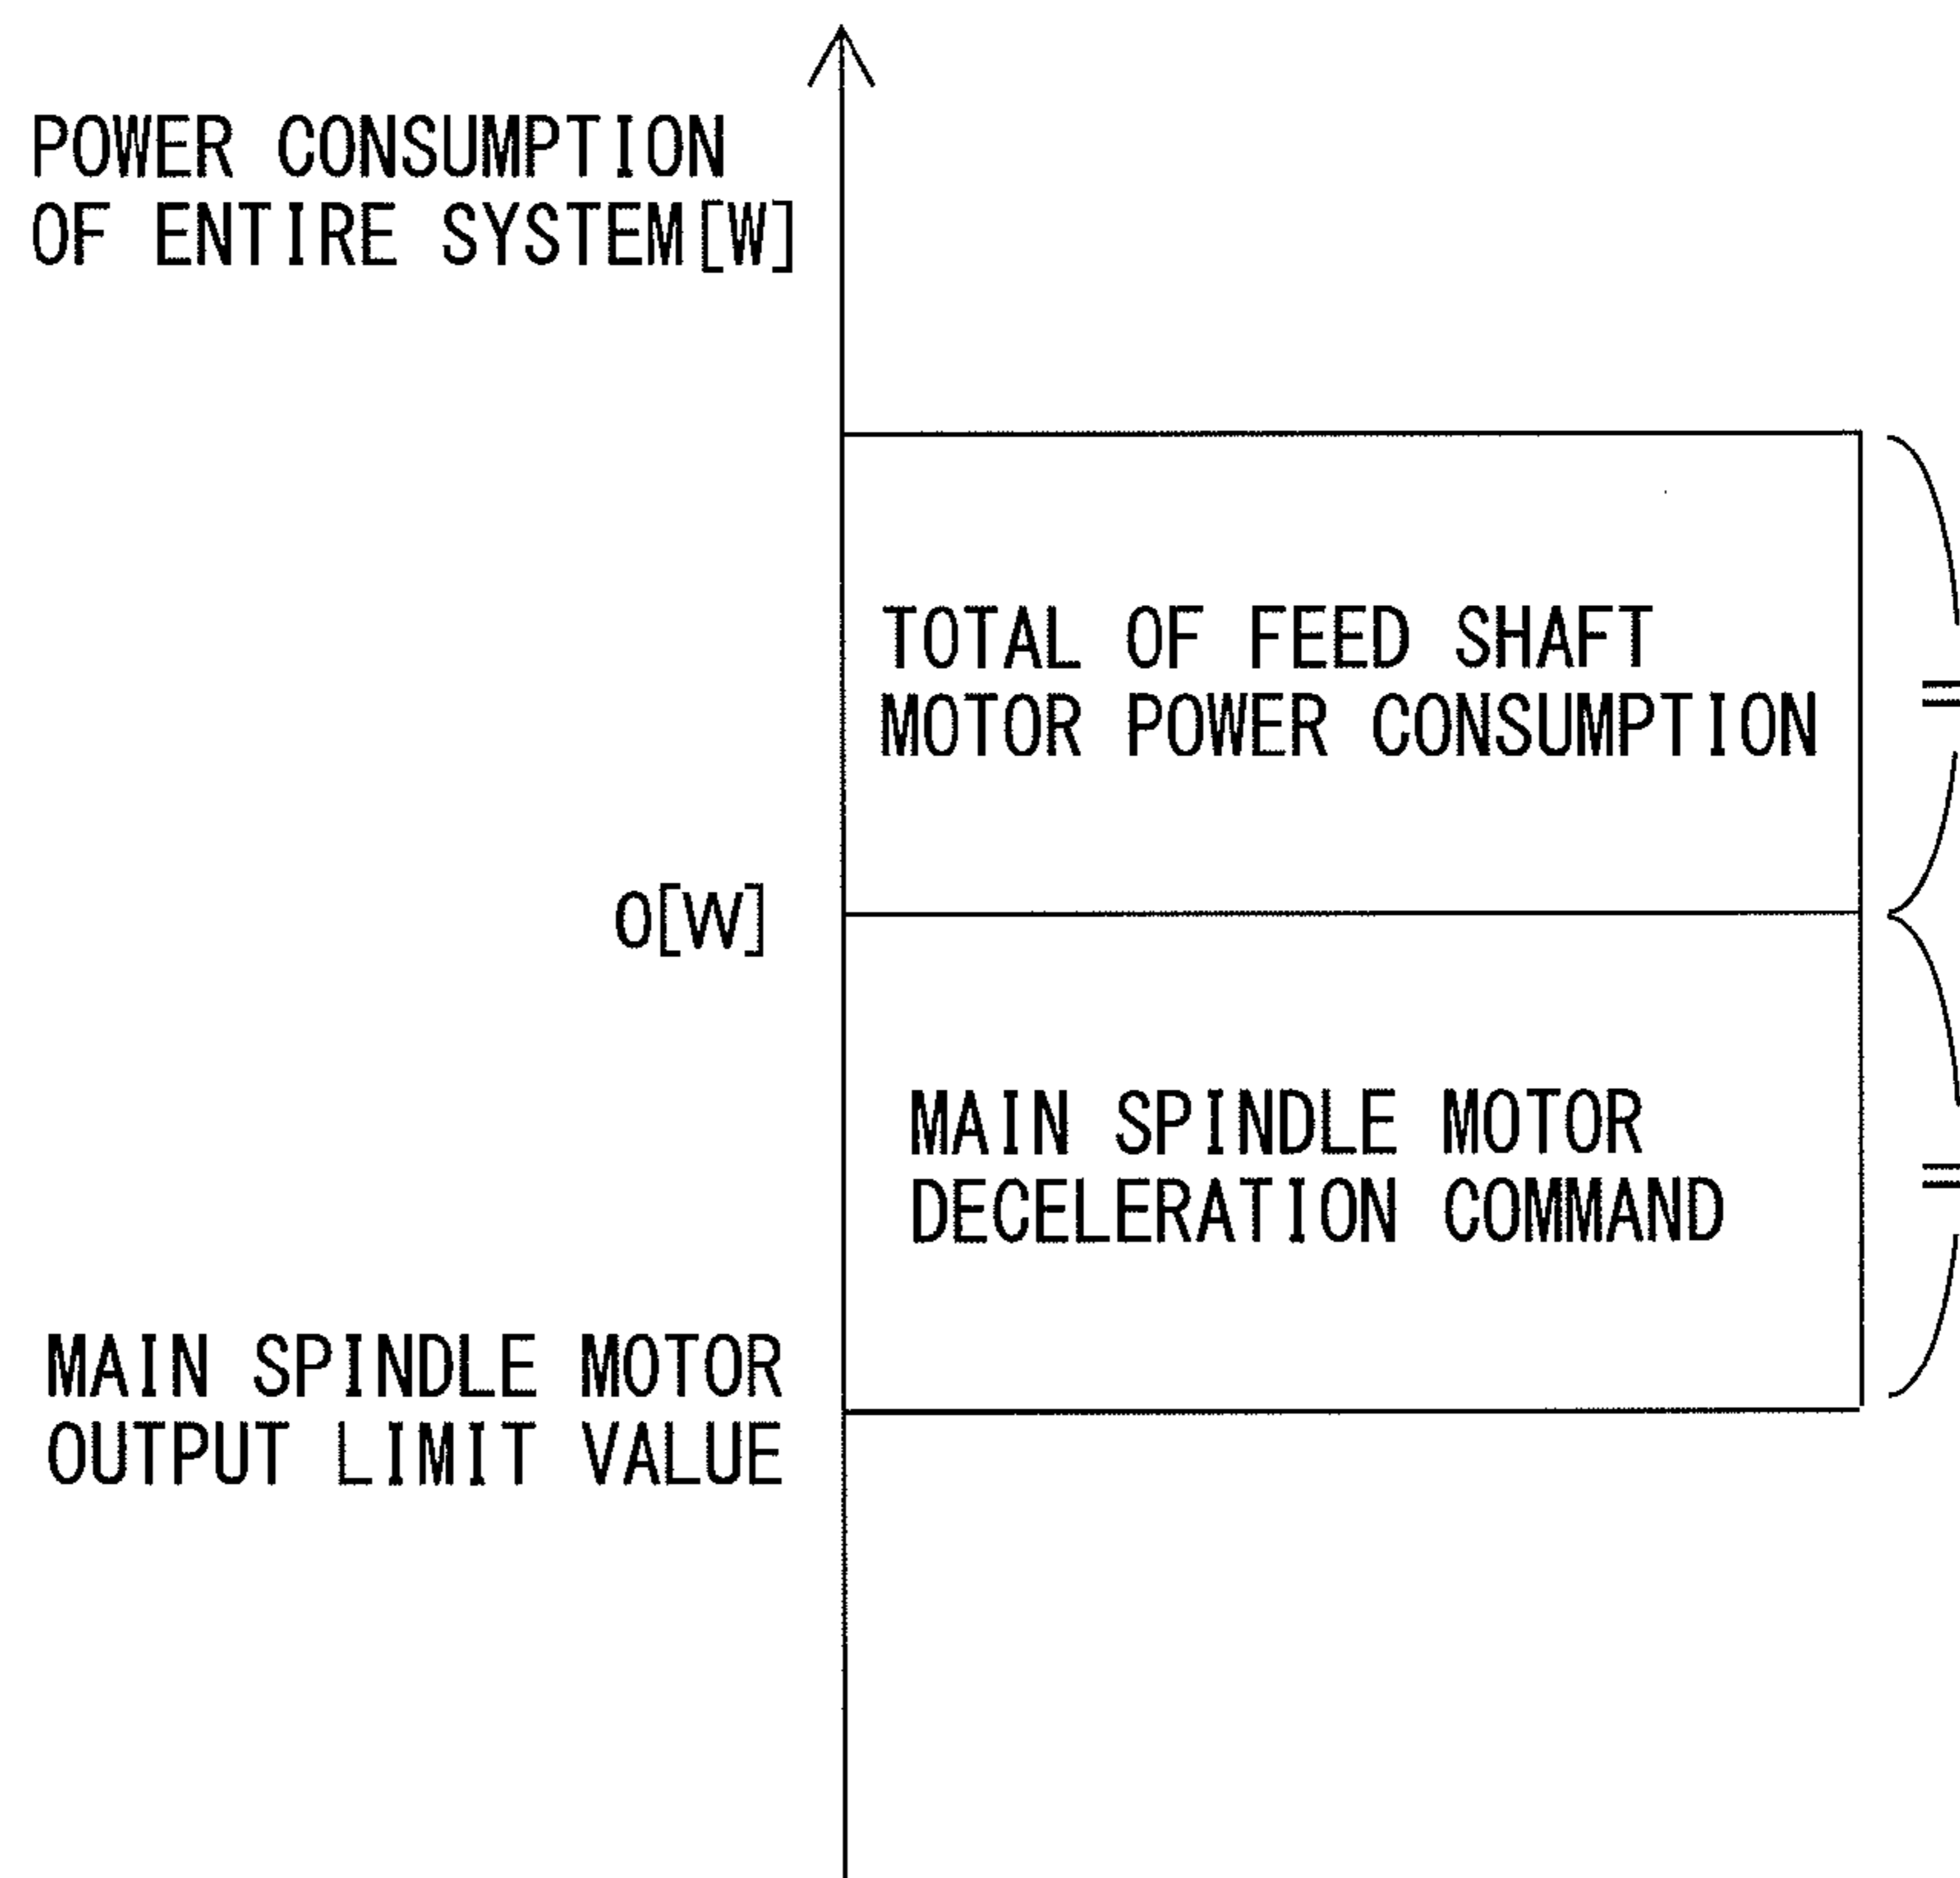 POWER CONSUMPTION
OF ENTIRE SYSTEM[W]
TOTAL OF FEED SHAFT
MOTOR POWER CONSUMPTION
=
0[W]
MAIN SPINDLE MOTOR
DECELERATION COMMAND
=
MAIN SPINDLE MOTOR
OUTPUT LIMIT VALUE